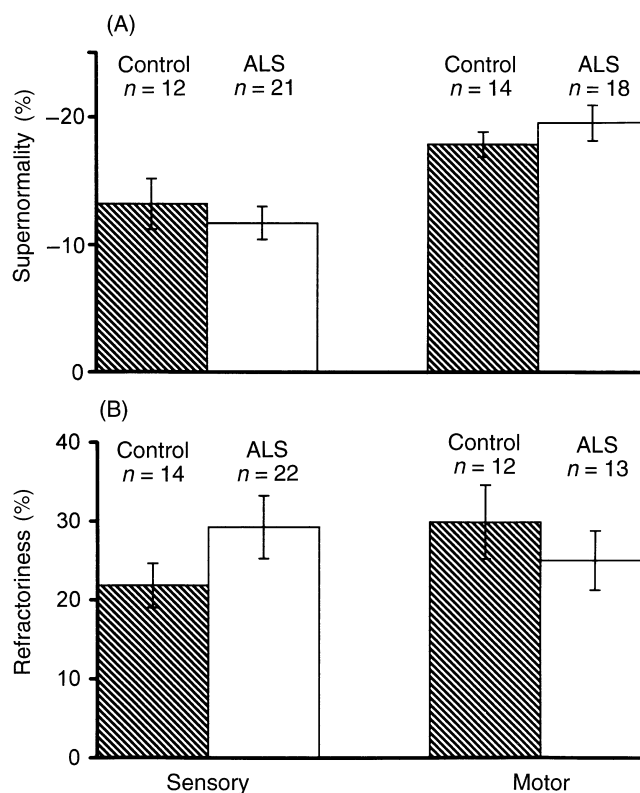 (A)
Control
n = 12
ALS
n = 21
Control
n = 14
ALS
n = 18
Supernormality (%)
–20
–10
0
(B)
Control
n = 14
ALS
n = 22
Control
n = 12
ALS
n = 13
Refractoriness (%)
40
30
20
10
0
Sensory
Motor